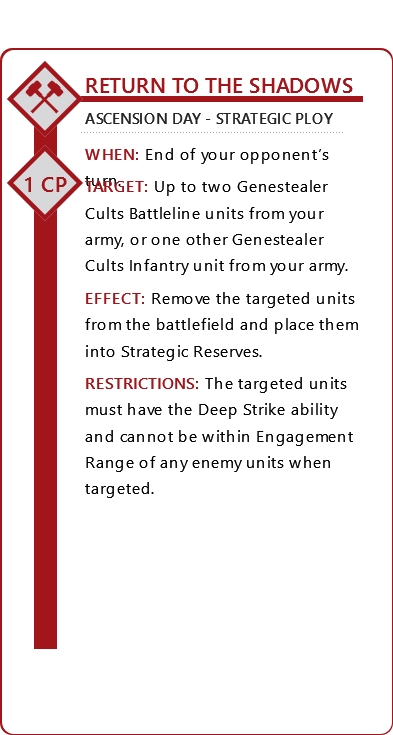 RETURN TO THE SHADOWS
ASCENSION DAY - STRATEGIC PLOY
WHEN: End of your opponent’s
turn.
1 CP
TARGET: Up to two Genestealer
Cults Battleline units from your
army, or one other Genestealer
Cults Infantry unit from your army.
EFFECT: Remove the targeted units
from the battlefield and place them
into Strategic Reserves.
RESTRICTIONS: The targeted units
must have the Deep Strike ability
and cannot be within Engagement
Range of any enemy units when
targeted.